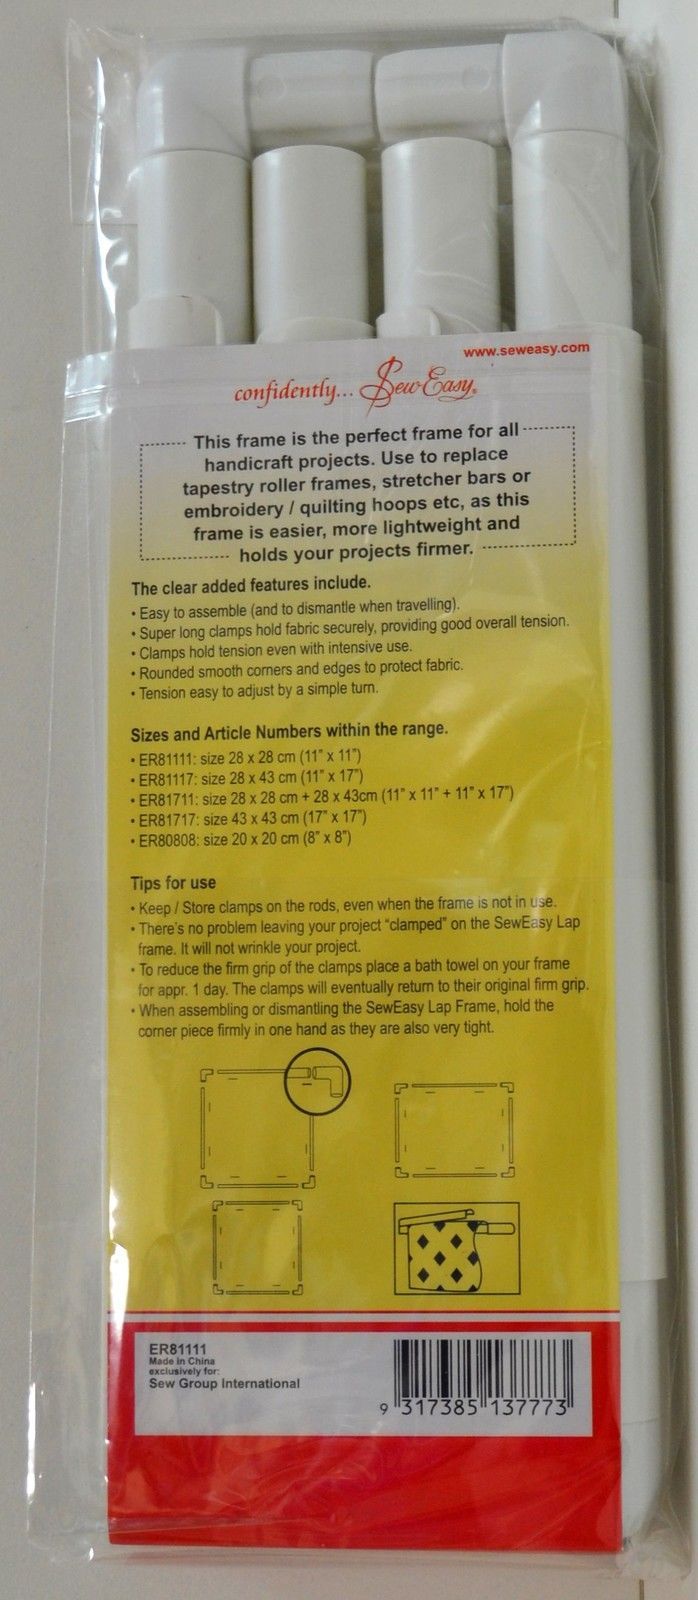 www.seweasy.com
confidently... SewEasy®
This frame is the perfect frame for all
handicraft projects. Use to replace
tapestry roller frames, stretcher bars or
embroidery / quilting hoops etc, as this
frame is easier, more lightweight and
holds your projects firmer.
The clear added features include.
• Easy to assemble (and to dismantle when travelling).
• Super long clamps hold fabric securely, providing good overall tension.
• Clamps hold tension even with intensive use.
• Rounded smooth corners and edges to protect fabric.
• Tension easy to adjust by a simple turn.
Sizes and Article Numbers within the range.
• ER81111: size 28 x 28 cm (11” x 11”)
• ER81117: size 28 x 43 cm (11” x 17”)
• ER81711: size 28 x 28 cm + 28 x 43cm (11” x 11” + 11” x 17”)
• ER81717: size 43 x 43 cm (17” x 17”)
• ER80808: size 20 x 20 cm (8” x 8”)
Tips for use
• Keep / Store clamps on the rods, even when the frame is not in use.
• There's no problem leaving your project “clamped” on the SewEasy Lap
frame. It will not wrinkle your project.
• To reduce the firm grip of the clamps place a bath towel on your frame
for appr. 1 day. The clamps will eventually return to their original firm grip.
• When assembling or dismantling the SewEasy Lap Frame, hold the
corner piece firmly in one hand as they are also very tight.
ER81111
Made in China
exclusively for:
Sew Group International
9 317385 137773